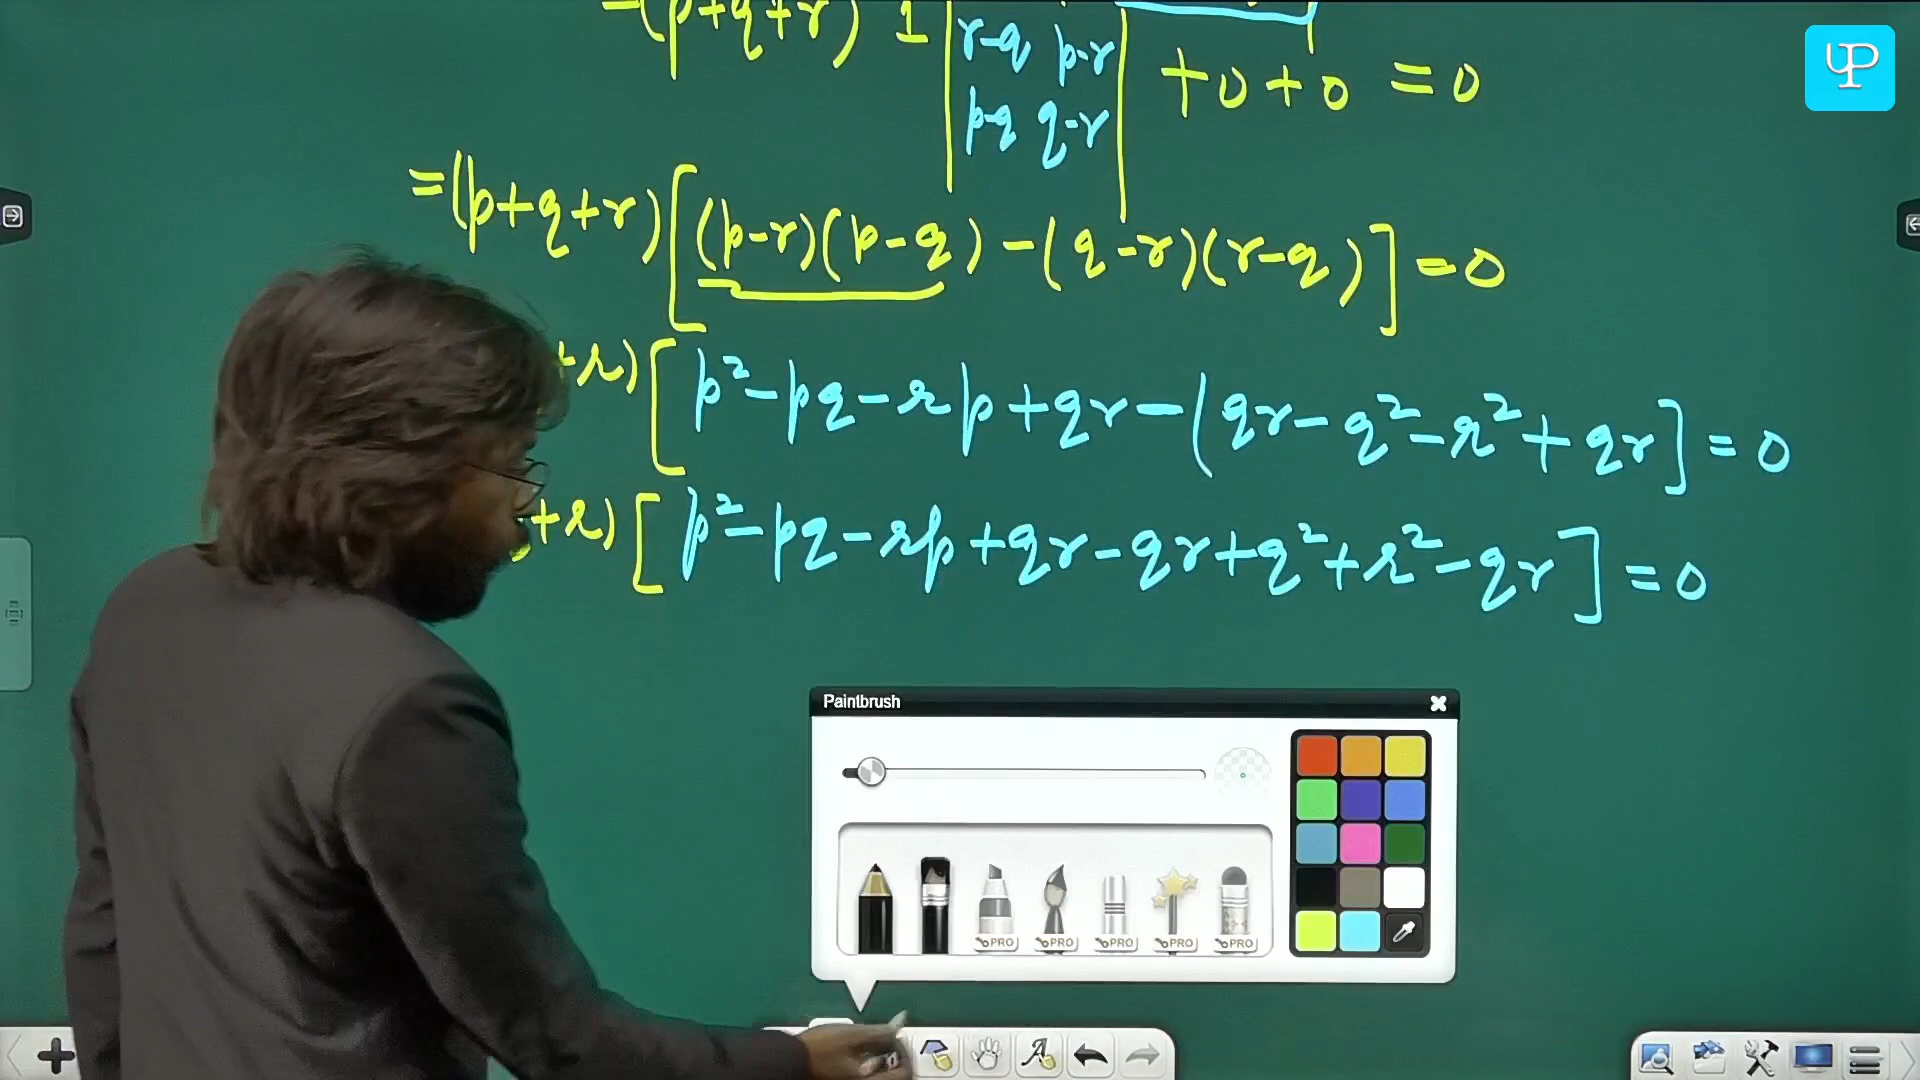 -(p+q+r) 1 | r-q p-r |
| p-q q-r | +0+0 =0
=(p+q+r)[(p-r)(p-q)-(q-r)(r-q)]=0
+r)[p²-pq-rp+qr-(qr-q²-r²+qr]=0
+r)[p²-pq-rp+qr-qr+q²+r²-qr]=0
UP
Paintbrush
PRO PRO PRO PRO PRO